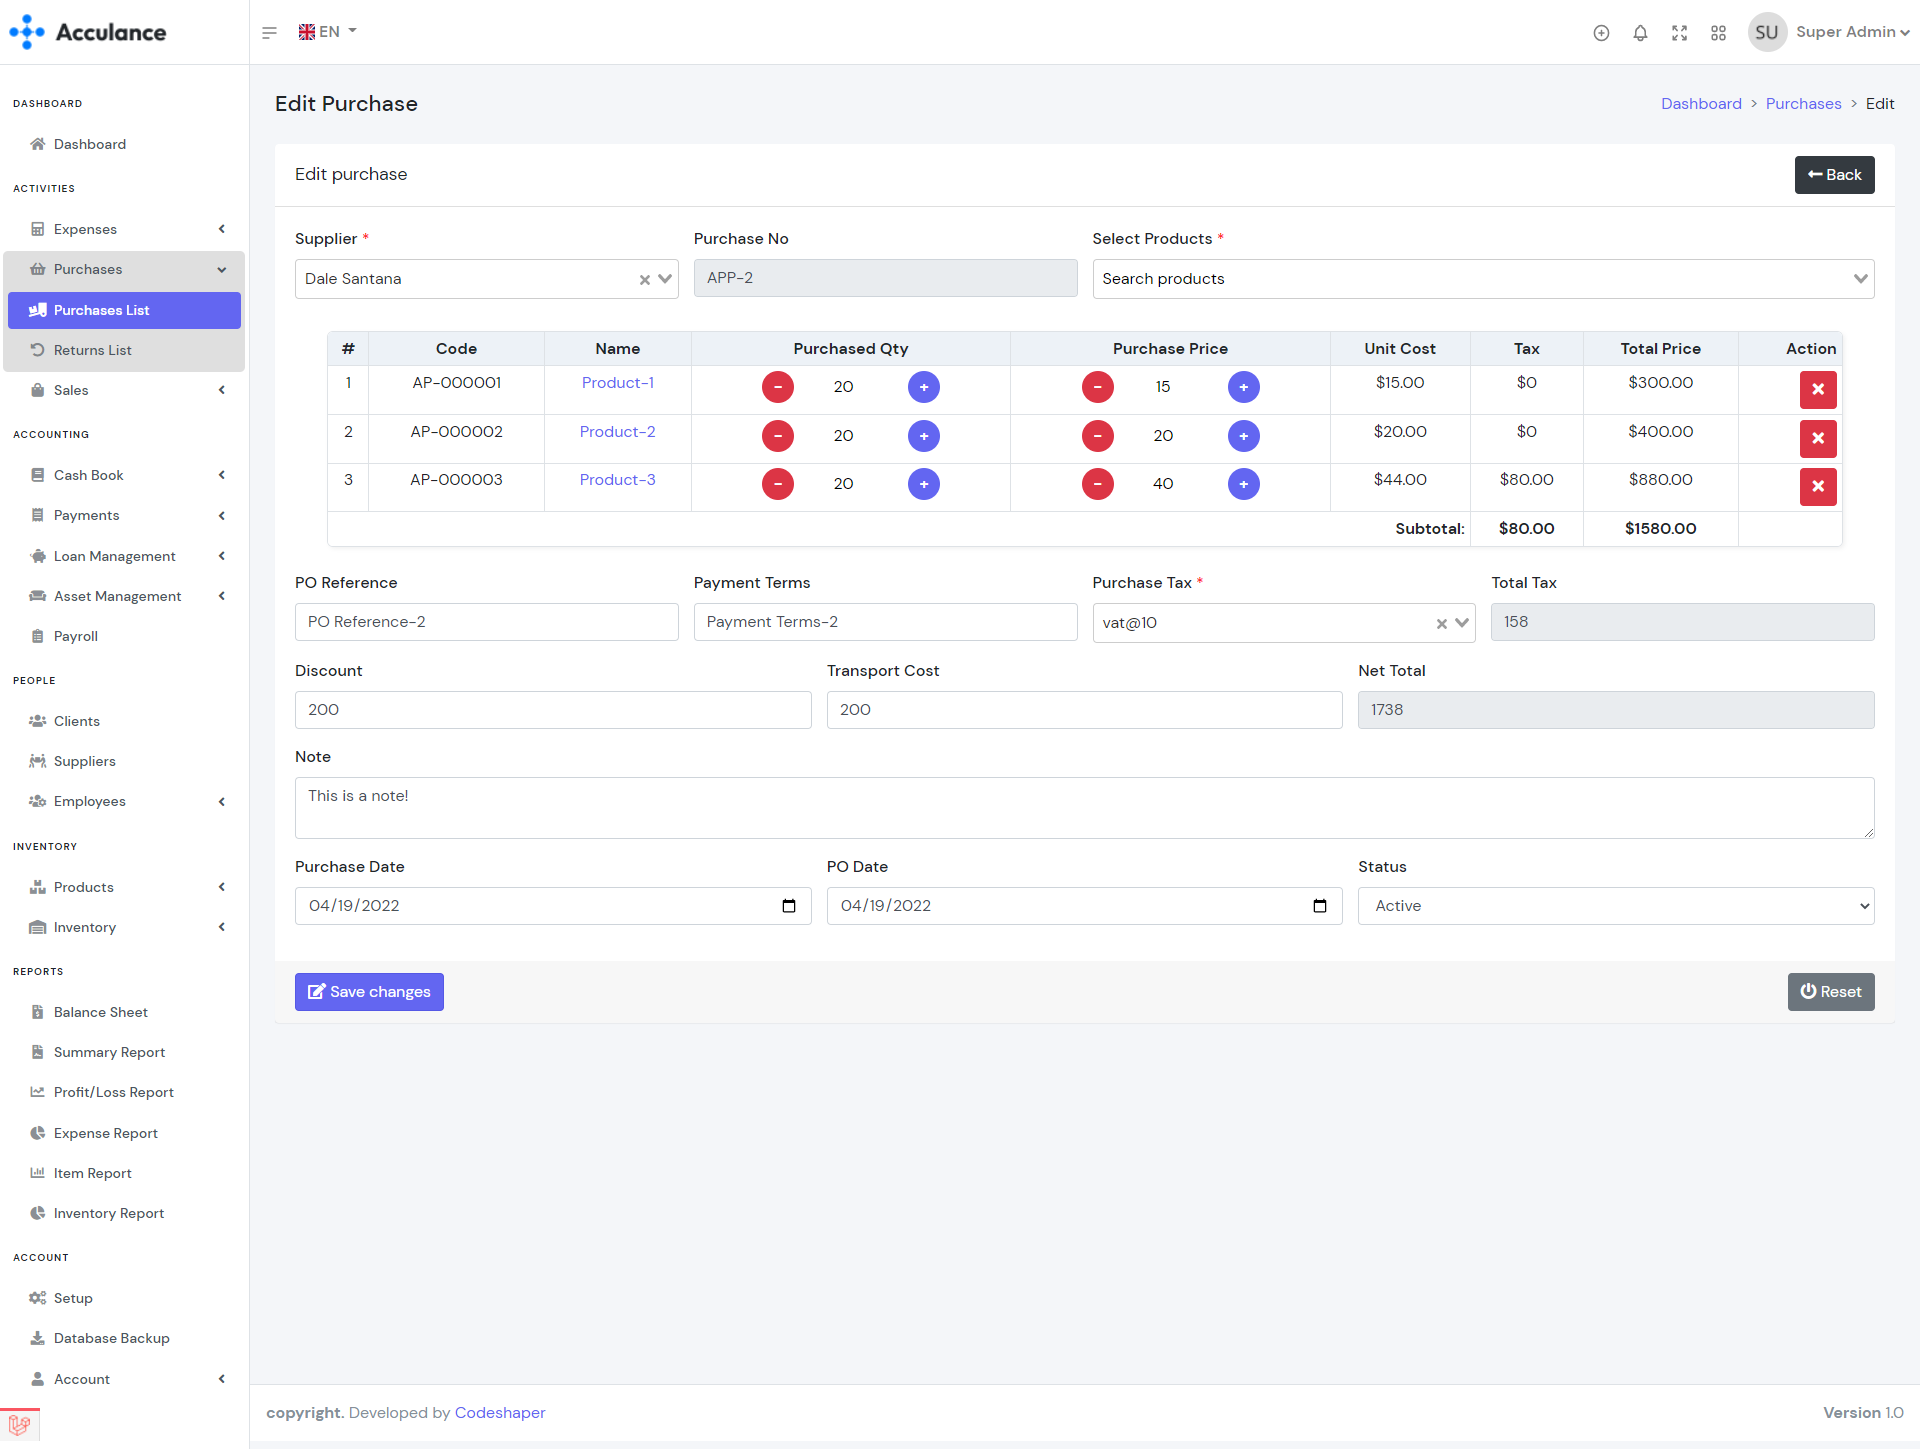 Acculance
EN
SU Super Admin
DASHBOARD
Dashboard
ACTIVITIES
Expenses
Purchases
Purchases List
Returns List
Sales
ACCOUNTING
Cash Book
Payments
Loan Management
Asset Management
Payroll
PEOPLE
Clients
Suppliers
Employees
INVENTORY
Products
Inventory
REPORTS
Balance Sheet
Summary Report
Profit/Loss Report
Expense Report
Item Report
Inventory Report
ACCOUNT
Setup
Database Backup
Account
Edit Purchase
Dashboard > Purchases > Edit
Edit purchase
Back
Supplier * Purchase No Select Products *
Dale Santana APP-2 Search products
# Code Name Purchased Qty Purchase Price Unit Cost Tax Total Price Action
1 AP-000001 Product-1 - 20 + - 15 + $15.00 $0 $300.00
2 AP-000002 Product-2 - 20 + - 20 + $20.00 $0 $400.00
3 AP-000003 Product-3 - 20 + - 40 + $44.00 $80.00 $880.00
Subtotal: $80.00 $1580.00
PO Reference Payment Terms Purchase Tax * Total Tax
PO Reference-2 Payment Terms-2 vat@10 158
Discount Transport Cost Net Total
200 200 1738
Note
This is a note!
Purchase Date PO Date Status
04/19/2022 04/19/2022 Active
Save changes Reset
copyright. Developed by Codeshaper
Version 1.0